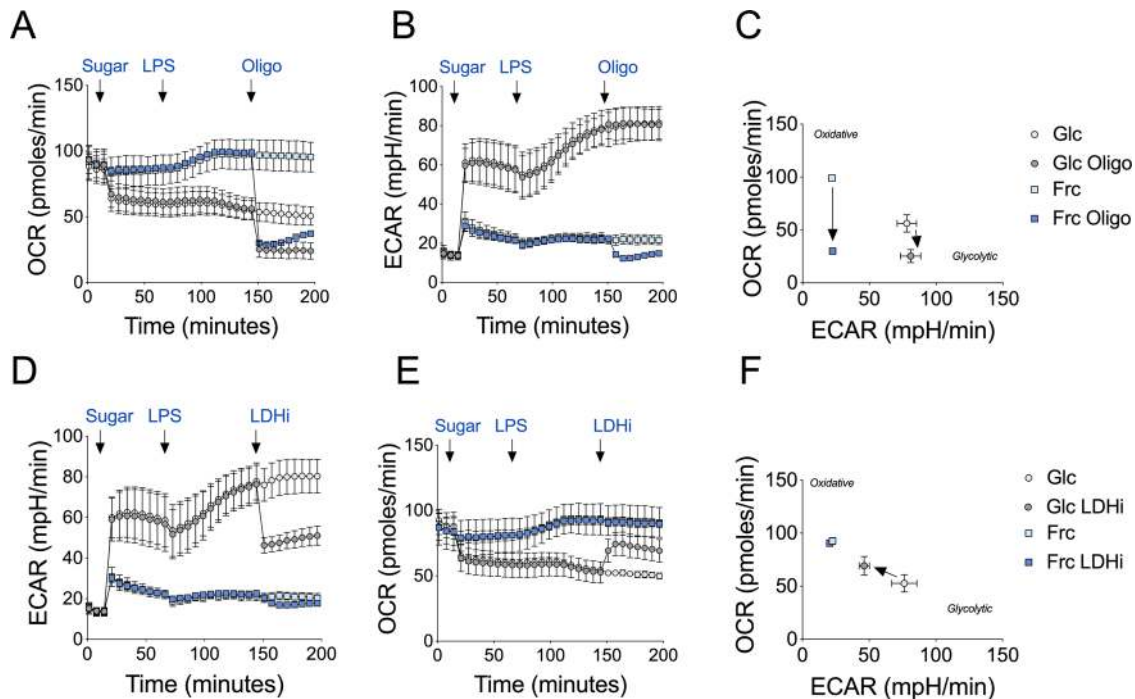 A
Sugar LPS Oligo
150
100
50
0
OCR (pmoles/min)
0 50 100 150 200
Time (minutes)
B
Sugar LPS Oligo
100
80
60
40
20
0
ECAR (mpH/min)
0 50 100 150 200
Time (minutes)
C
150
100
50
0
OCR (pmoles/min)
Oxidative
Glycolytic
50 100 150
ECAR (mpH/min)
Glc
Glc Oligo
Frc
Frc Oligo
D
Sugar LPS LDHi
100
80
60
40
20
0
ECAR (mpH/min)
0 50 100 150 200
Time (minutes)
E
Sugar LPS LDHi
150
100
50
0
OCR (pmoles/min)
0 50 100 150 200
Time (minutes)
F
150
100
50
0
OCR (pmoles/min)
Oxidative
Glycolytic
50 100 150
ECAR (mpH/min)
Glc
Glc LDHi
Frc
Frc LDHi